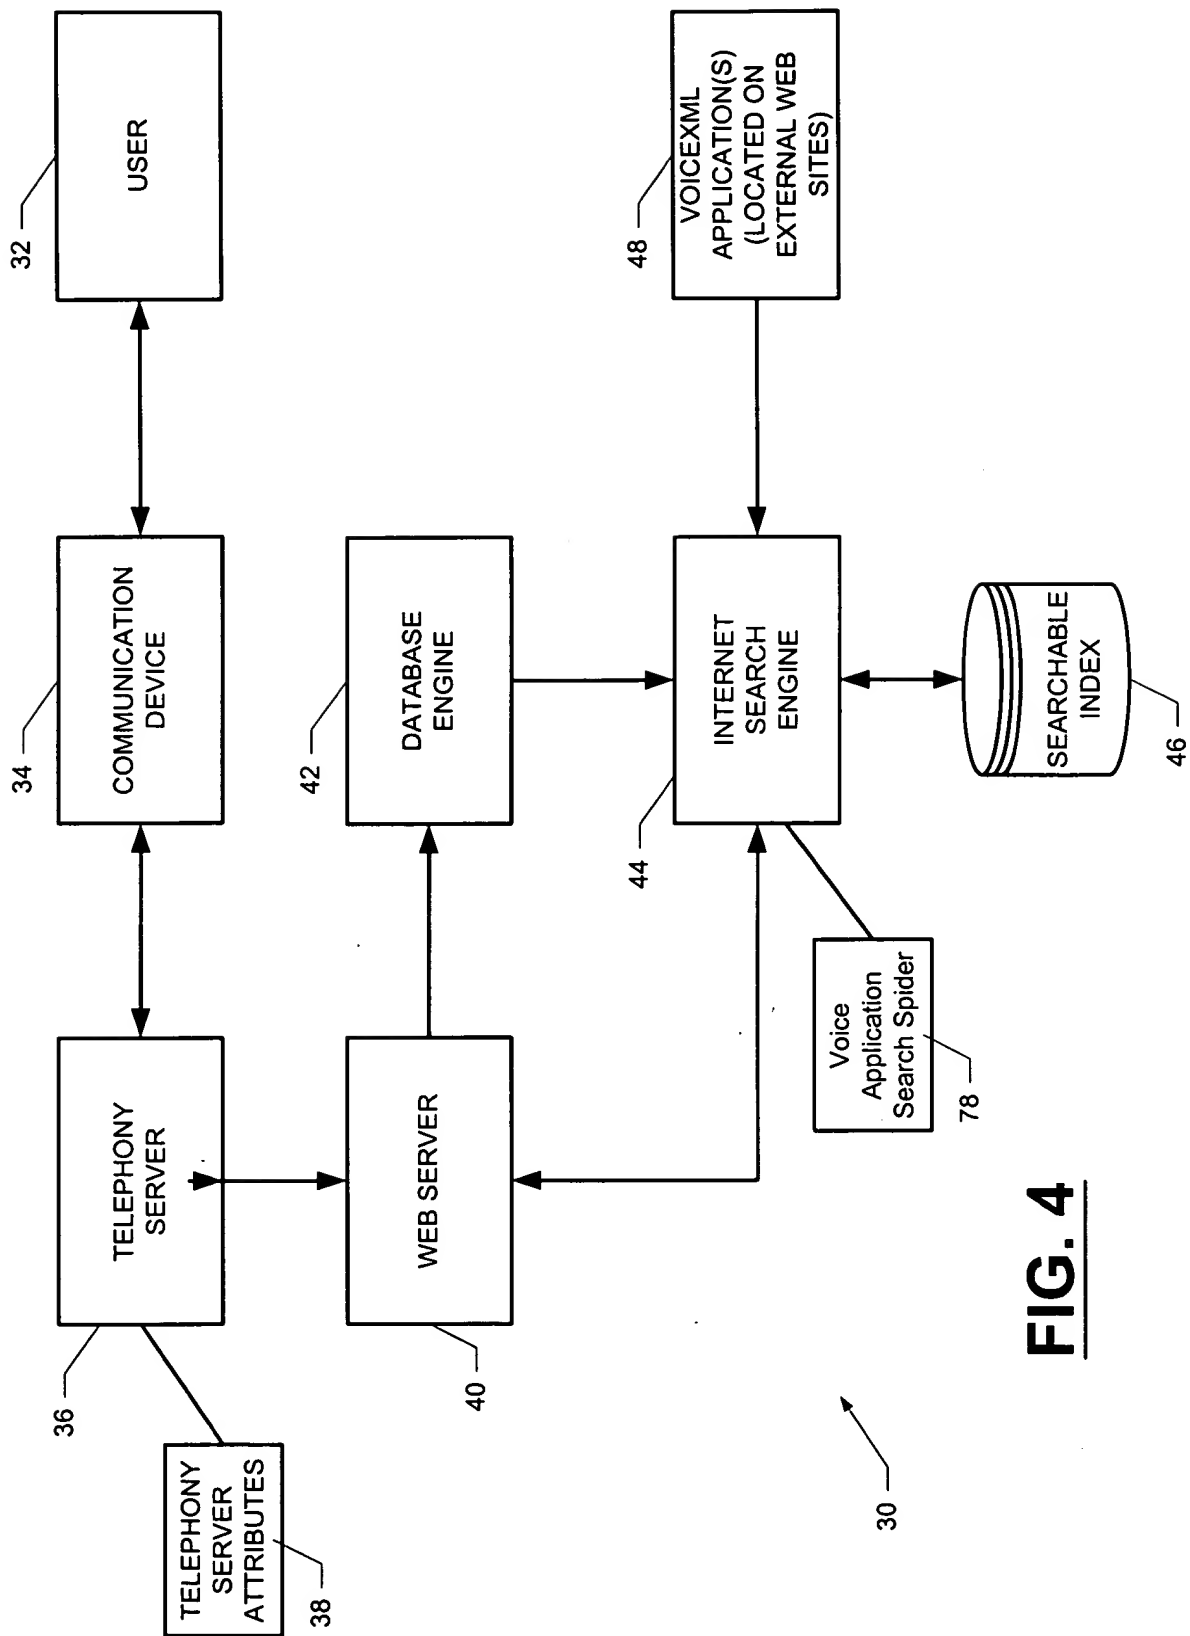 32
USER
34
COMMUNICATION
DEVICE
36
TELEPHONY
SERVER
TELEPHONY
SERVER
ATTRIBUTES
38
40
WEB SERVER
42
DATABASE
ENGINE
44
INTERNET
SEARCH
ENGINE
48
VOICEXML
APPLICATION(S)
(LOCATED ON
EXTERNAL WEB
SITES)
Voice
Application
Search Spider
78
SEARCHABLE
INDEX
46
30
FIG. 4